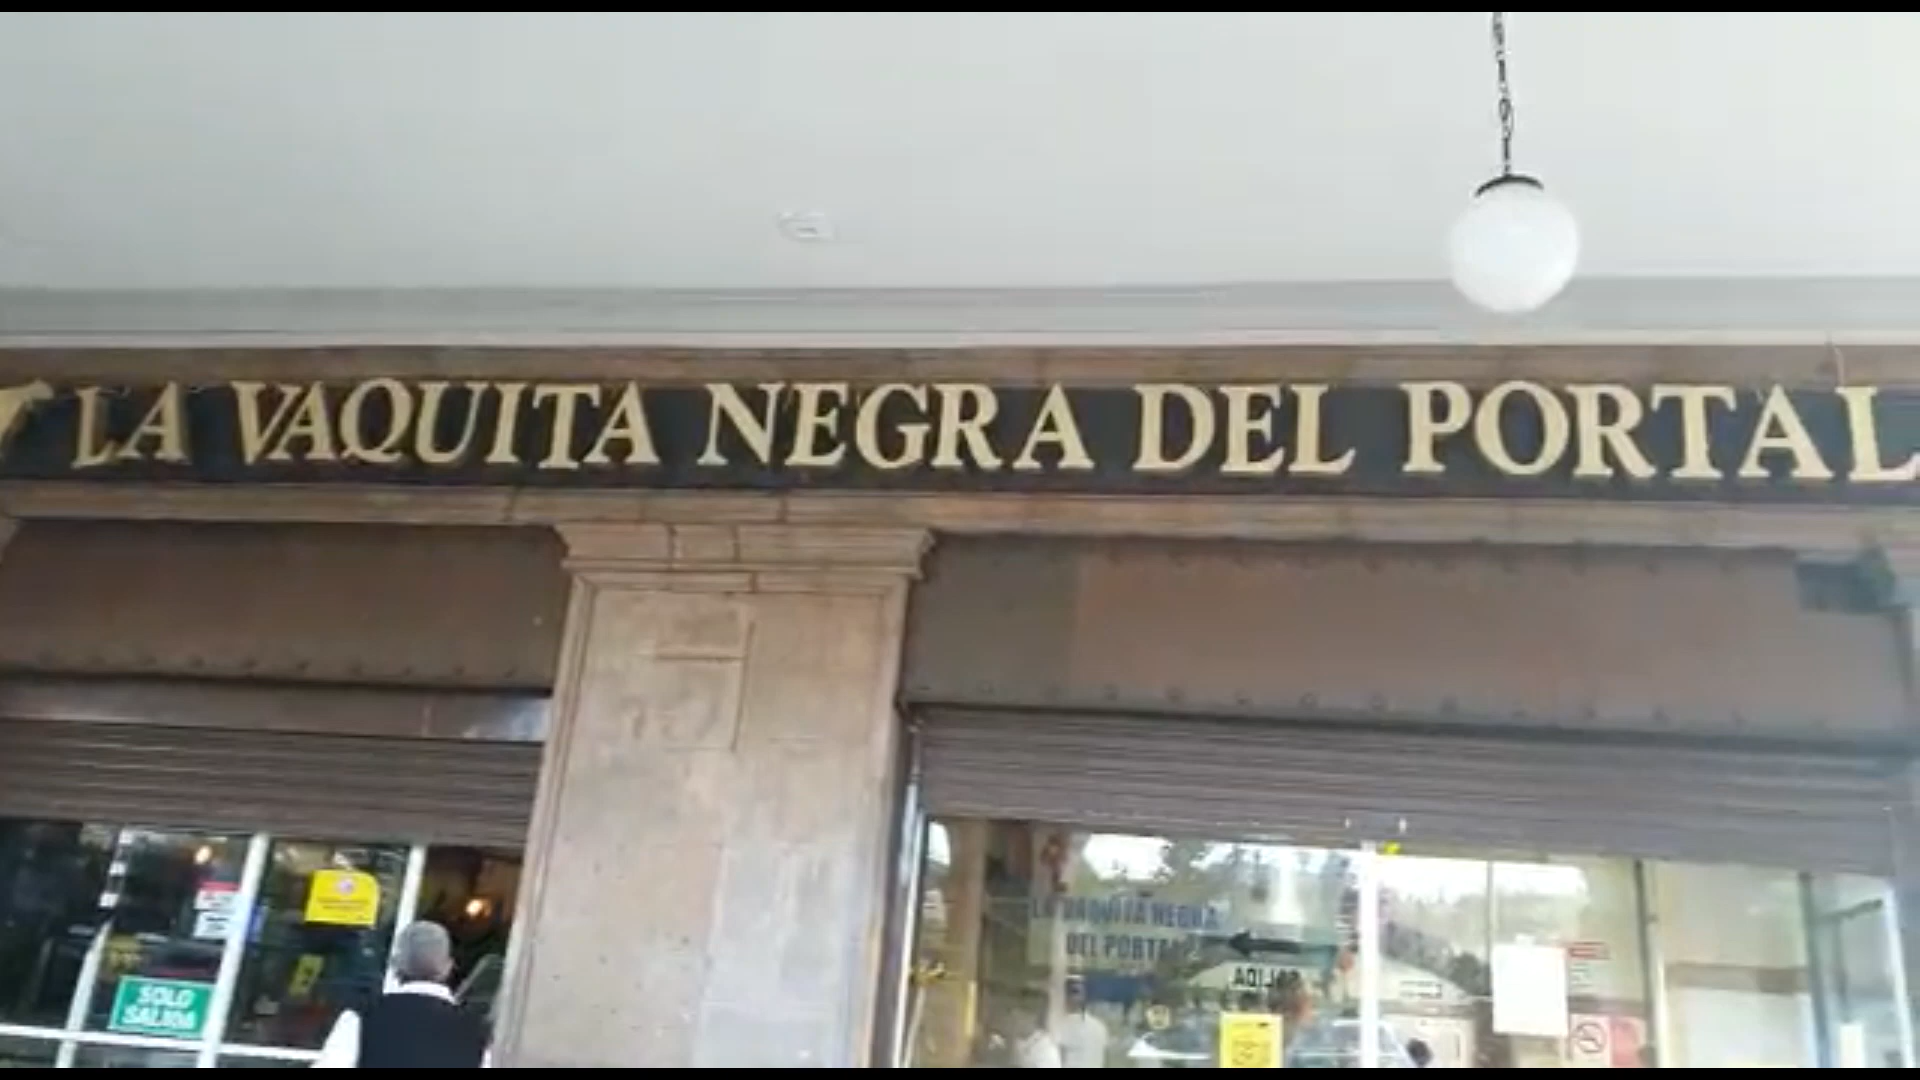 LA VAQUITA NEGRA DEL PORTAL
LA VAQUITA NEGRA
DEL PORTAL
SOLO
SALIDA